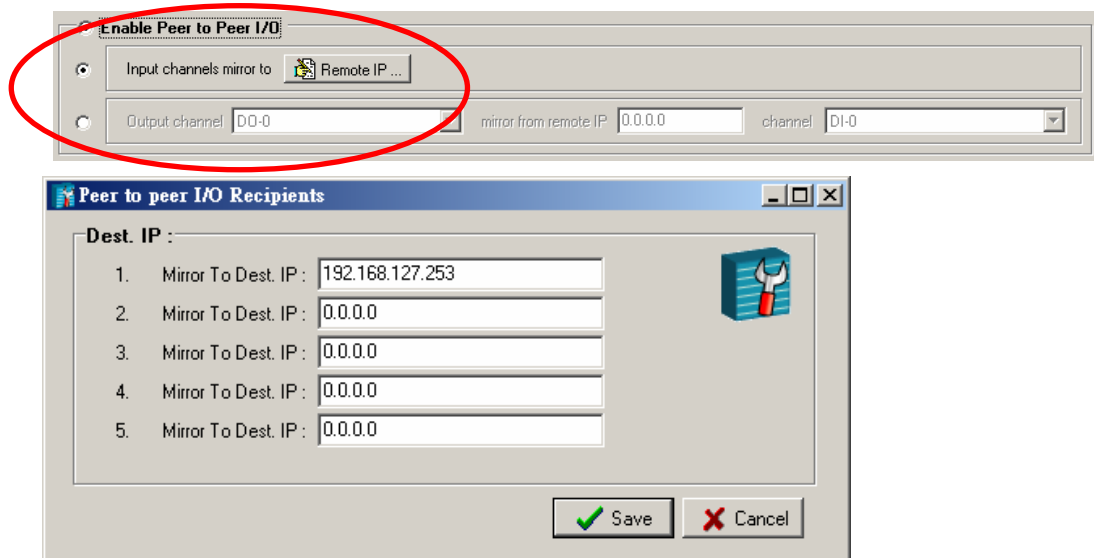 Enable Peer to Peer I/O
Input channels mirror to Remote IP ...
Output channel DO-0 mirror from remote IP 0.0.0.0 channel DI-0
Peer to peer I/O Recipients
Dest. IP :
1. Mirror To Dest. IP : 192.168.127.253
2. Mirror To Dest. IP : 0.0.0.0
3. Mirror To Dest. IP : 0.0.0.0
4. Mirror To Dest. IP : 0.0.0.0
5. Mirror To Dest. IP : 0.0.0.0
Save Cancel